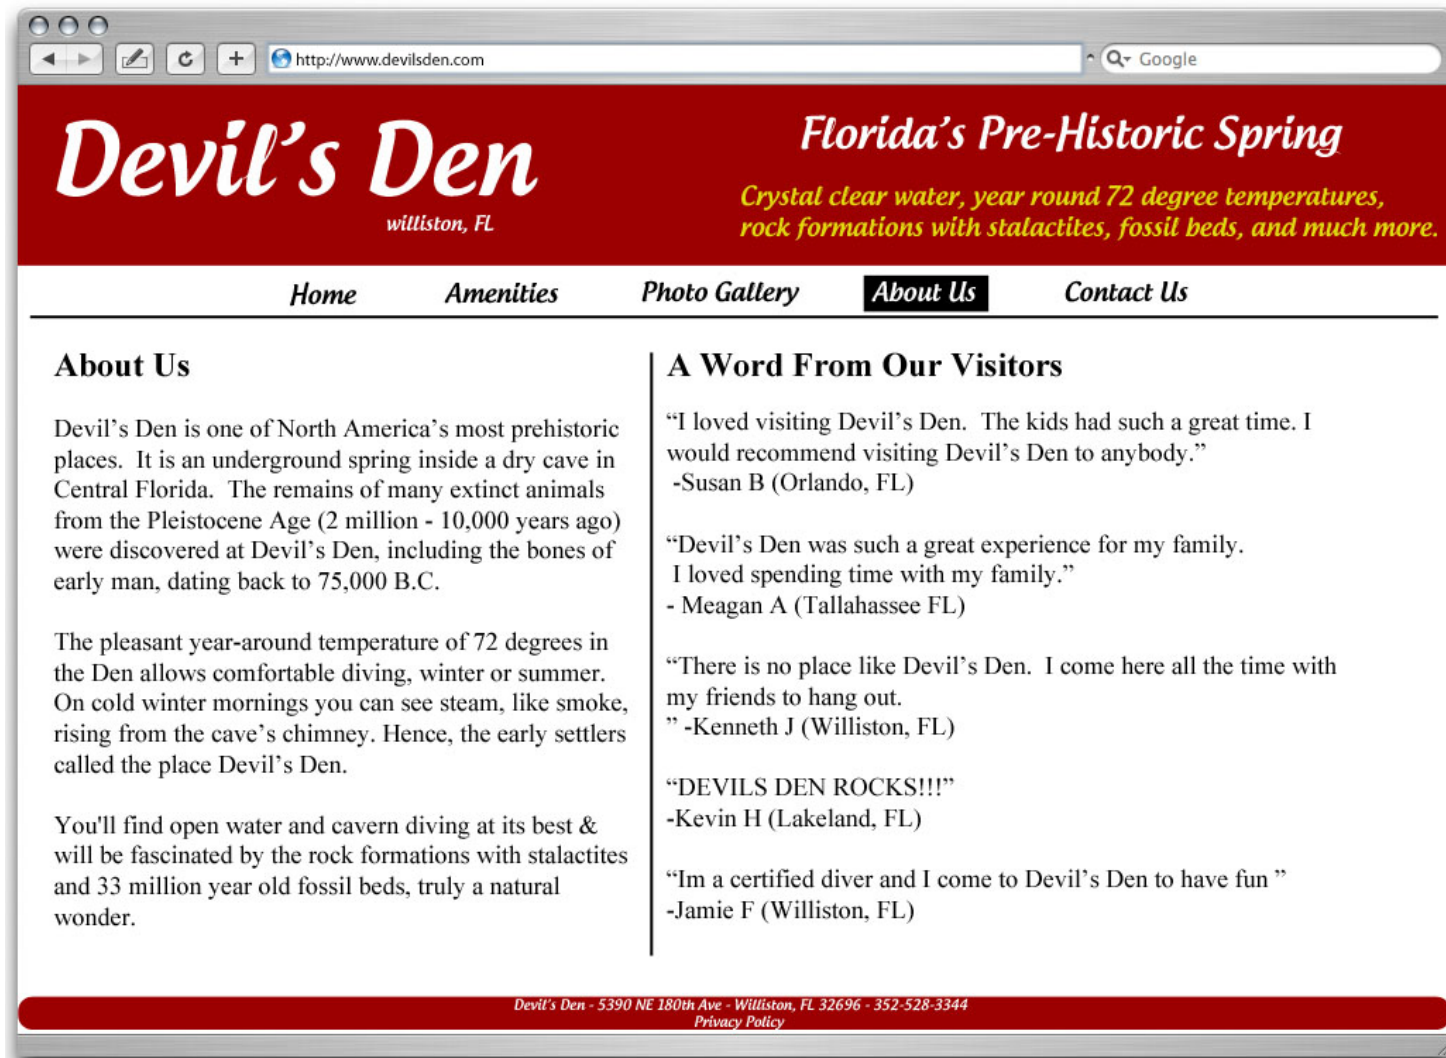 http://www.devilsden.com
Google
Devil's Den
williston, FL
Florida's Pre-Historic Spring
Crystal clear water, year round 72 degree temperatures,
rock formations with stalactites, fossil beds, and much more.
Home
Amenities
Photo Gallery
About Us
Contact Us
About Us
Devil's Den is one of North America's most prehistoric
places.  It is an underground spring inside a dry cave in
Central Florida.  The remains of many extinct animals
from the Pleistocene Age (2 million - 10,000 years ago)
were discovered at Devil's Den, including the bones of
early man, dating back to 75,000 B.C.
The pleasant year-around temperature of 72 degrees in
the Den allows comfortable diving, winter or summer.
On cold winter mornings you can see steam, like smoke,
rising from the cave's chimney. Hence, the early settlers
called the place Devil's Den.
You'll find open water and cavern diving at its best &
will be fascinated by the rock formations with stalactites
and 33 million year old fossil beds, truly a natural
wonder.
A Word From Our Visitors
“I loved visiting Devil's Den.  The kids had such a great time. I
would recommend visiting Devil's Den to anybody.”
-Susan B (Orlando, FL)
“Devil's Den was such a great experience for my family.
I loved spending time with my family.”
- Meagan A (Tallahassee FL)
“There is no place like Devil's Den.  I come here all the time with
my friends to hang out.
” -Kenneth J (Williston, FL)
“DEVILS DEN ROCKS!!!”
-Kevin H (Lakeland, FL)
“Im a certified diver and I come to Devil's Den to have fun ”
-Jamie F (Williston, FL)
Devil's Den - 5390 NE 180th Ave - Williston, FL 32696 - 352-528-3344
Privacy Policy